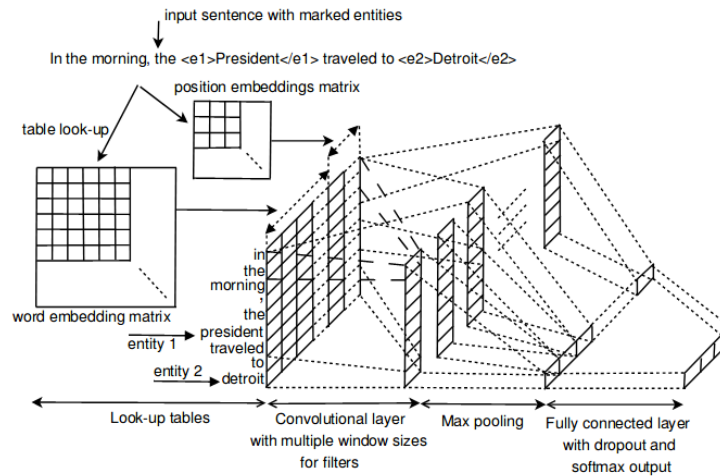 input sentence with marked entities
In the morning, the <e1>President</e1> traveled to <e2>Detroit</e2>
position embeddings matrix
table look-up
in
the
morning
,
the
president
traveled
to
detroit
word embedding matrix
entity 1
entity 2
Look-up tables
Convolutional layer
with multiple window sizes
for filters
Max pooling
Fully connected layer
with dropout and
softmax output